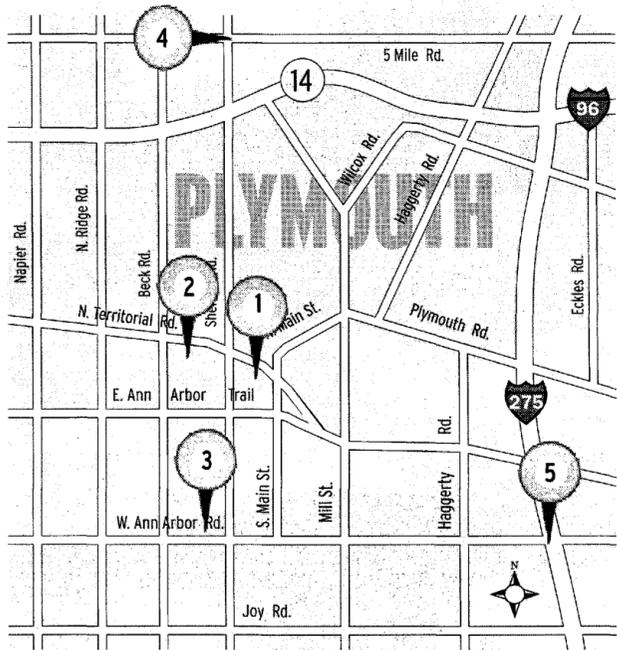 4
5 Mile Rd.
14
96
PLYMOUTH
Wilcox Rd.
Haggerty Rd.
Napier Rd.
N. Ridge Rd.
Beck Rd.
Eckles Rd.
2
1
N. Territorial Rd.
Main St.
Plymouth Rd.
E. Ann Arbor Trail
275
3
5
S. Main St.
Mill St.
Haggerty Rd.
W. Ann Arbor Rd.
N
Joy Rd.